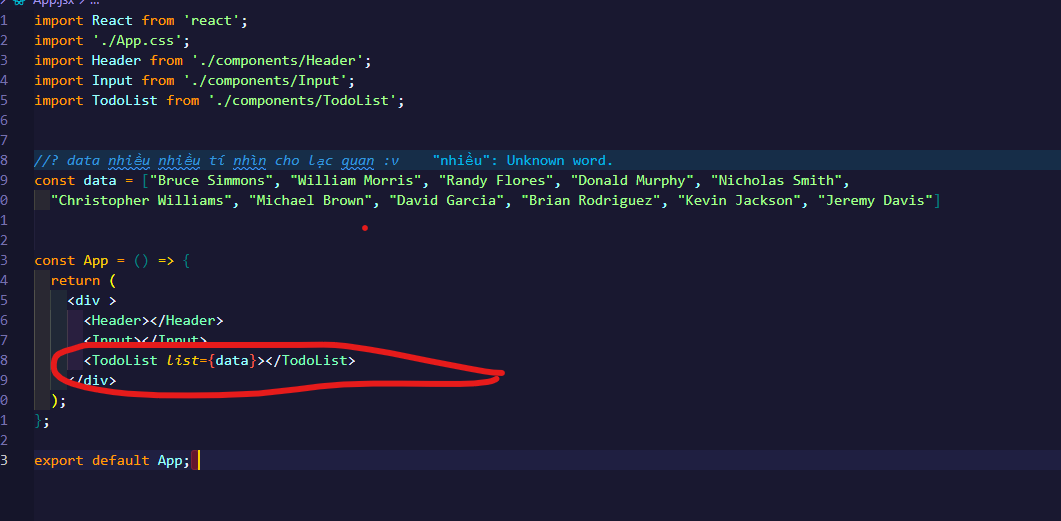 App.jsx > ...
1 import React from 'react';
2 import './App.css';
3 import Header from './components/Header';
4 import Input from './components/Input';
5 import TodoList from './components/TodoList';
6
7
8 //? data nhiều nhiều tí nhìn cho lạc quan :v "nhiều": Unknown word.
9 const data = ["Bruce Simmons", "William Morris", "Randy Flores", "Donald Murphy", "Nicholas Smith",
0 "Christopher Williams", "Michael Brown", "David Garcia", "Brian Rodriguez", "Kevin Jackson", "Jeremy Davis"]
1
2
3 const App = () => {
4 return (
5 <div >
6 <Header></Header>
7 <Input></Input>
8 <TodoList list={data}></TodoList>
9 </div>
0 );
1 };
2
3 export default App;